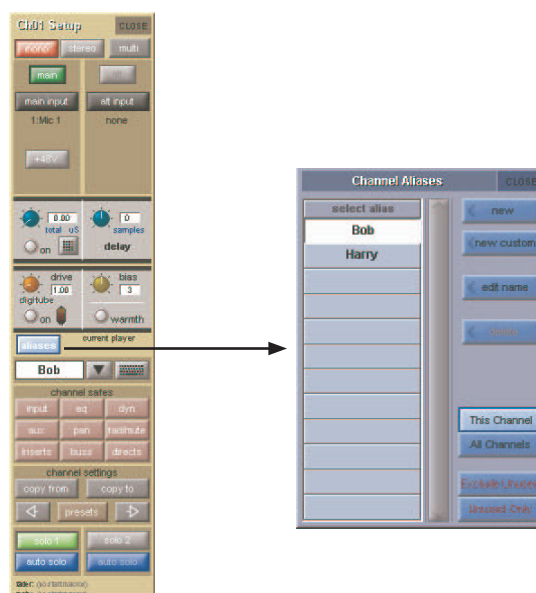 Ch01 Setup CLOSE
mono stereo multi
main alt
main input alt input
1:Mic 1 none
+48V
0.00 0
total uS samples
on delay
drive bias
1.00 3
digitube
on warmth
aliases current player
Bob
channel safes
input eq dyn
aux pan fad/mute
inserts buss directs
channel settings
copy from copy to
presets
solo 1 solo 2
auto solo auto solo
Channel Aliases CLOSE
select alias
Bob
Harry
new
new custom
edit name
delete
This Channel
All Channels
Unused Only